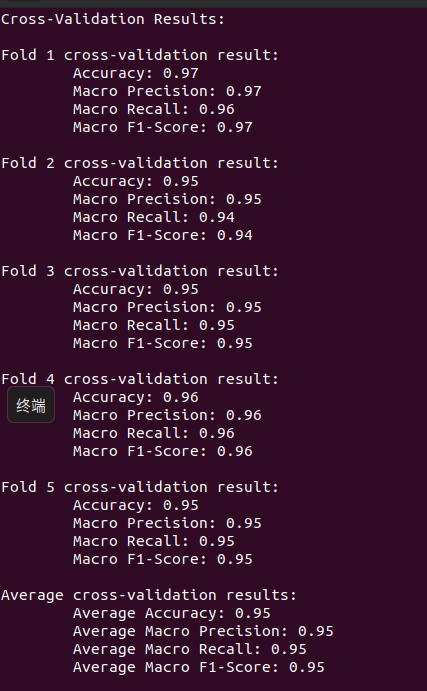 Cross-Validation Results:
Fold 1 cross-validation result:
Accuracy: 0.97
Macro Precision: 0.97
Macro Recall: 0.96
Macro F1-Score: 0.97
Fold 2 cross-validation result:
Accuracy: 0.95
Macro Precision: 0.95
Macro Recall: 0.94
Macro F1-Score: 0.94
Fold 3 cross-validation result:
Accuracy: 0.95
Macro Precision: 0.95
Macro Recall: 0.95
Macro F1-Score: 0.95
Fold 4 cross-validation result:
Accuracy: 0.96
终端
Macro Precision: 0.96
Macro Recall: 0.96
Macro F1-Score: 0.96
Fold 5 cross-validation result:
Accuracy: 0.95
Macro Precision: 0.95
Macro Recall: 0.95
Macro F1-Score: 0.95
Average cross-validation results:
Average Accuracy: 0.95
Average Macro Precision: 0.95
Average Macro Recall: 0.95
Average Macro F1-Score: 0.95